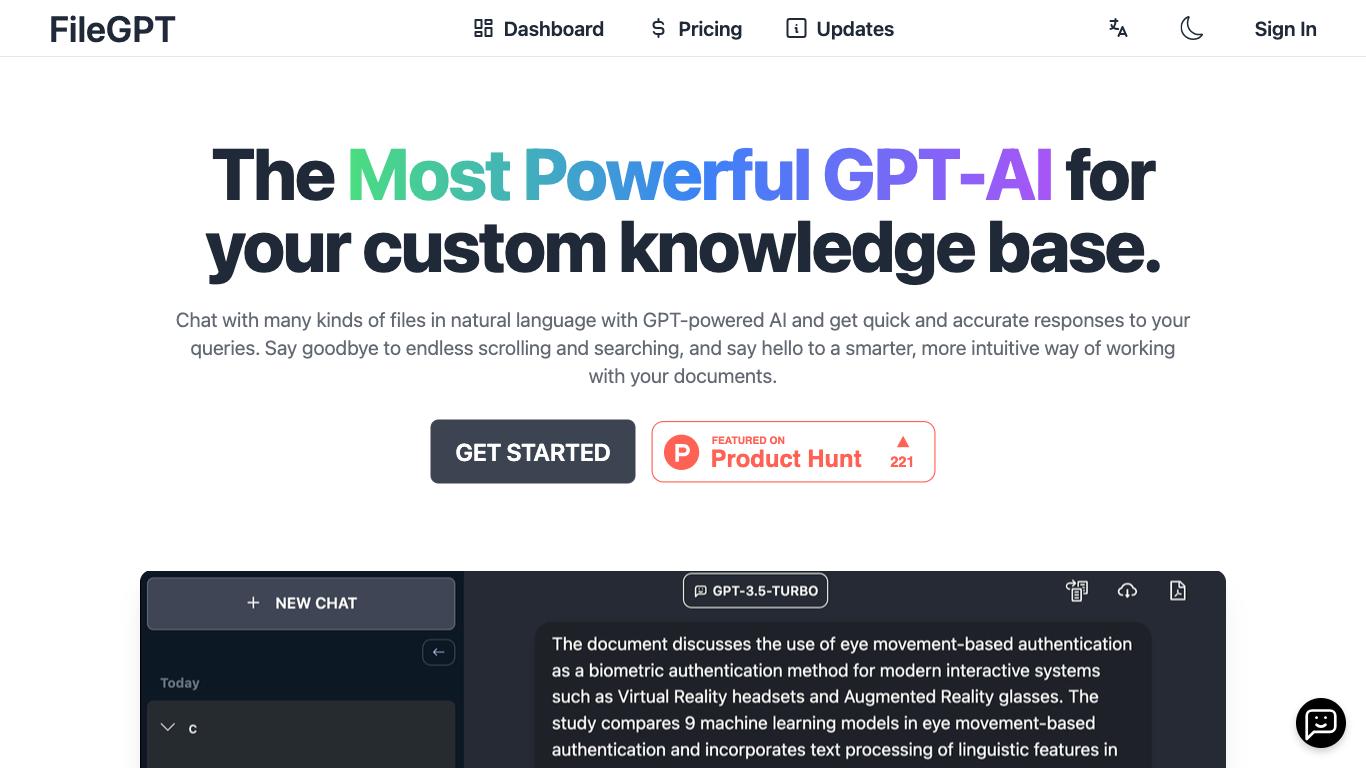 FileGPT
Dashboard
Pricing
Updates
Sign In
The Most Powerful GPT-AI for
your custom knowledge base.
Chat with many kinds of files in natural language with GPT-powered AI and get quick and accurate responses to your
queries. Say goodbye to endless scrolling and searching, and say hello to a smarter, more intuitive way of working
with your documents.
GET STARTED
P
FEATURED ON
Product Hunt
221
+ NEW CHAT
GPT-3.5-TURBO
Today
c
The document discusses the use of eye movement-based authentication
as a biometric authentication method for modern interactive systems
such as Virtual Reality headsets and Augmented Reality glasses. The
study compares 9 machine learning models in eye movement-based
authentication and incorporates text processing of linguistic features in